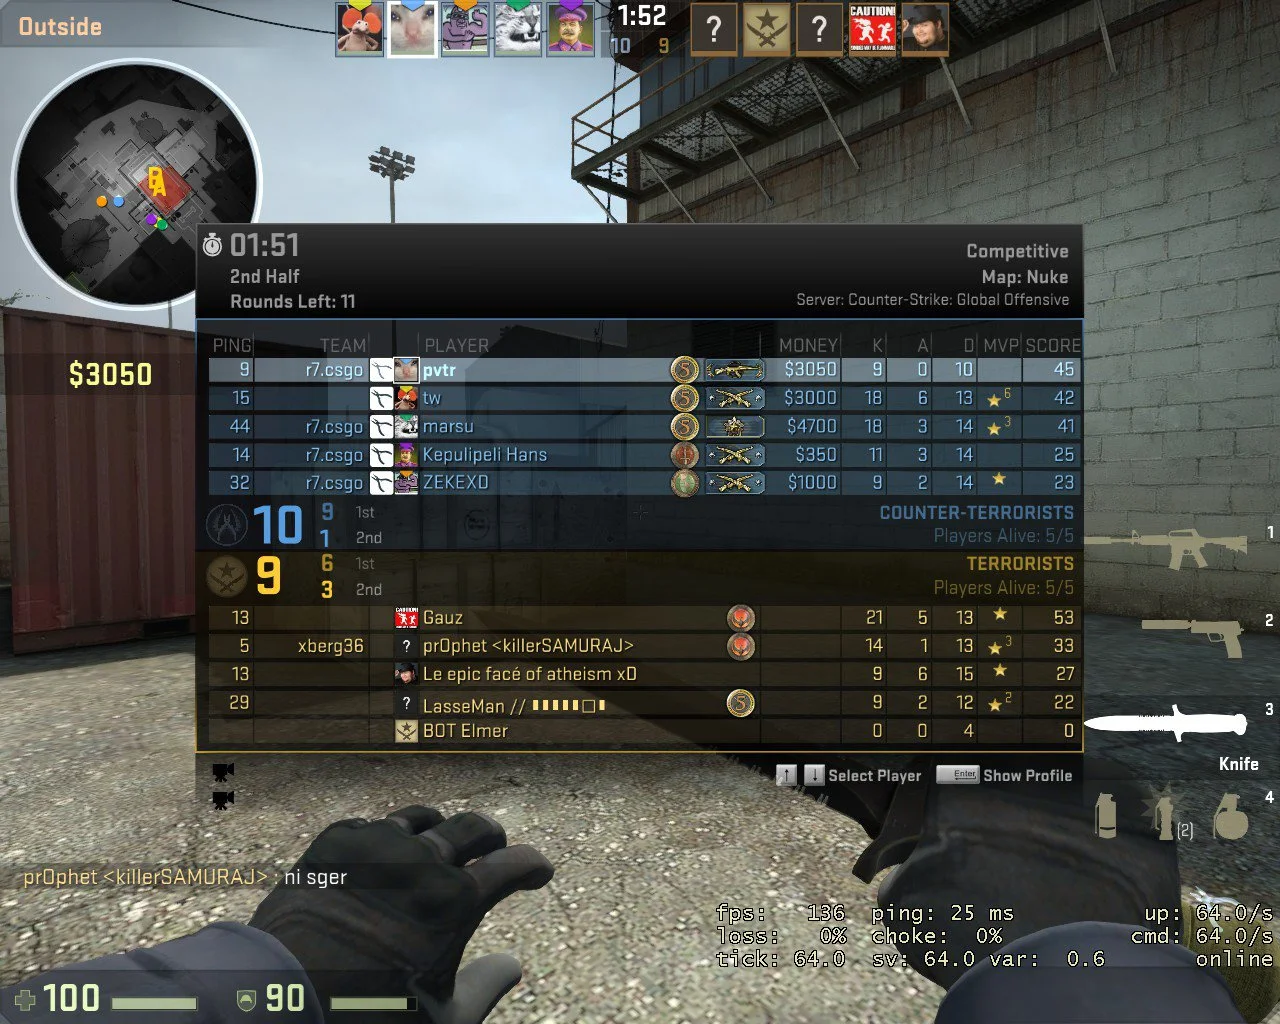 Outside
1:52
10 9
? ? CAUTION!
B
A
$3050
01:51
2nd Half
Rounds Left: 11
Competitive
Map: Nuke
Server: Counter-Strike: Global Offensive
PING TEAM PLAYER MONEY K A D MVP SCORE
9 r7.csgo pvtr 5 $3050 9 0 10 45
15 tw 5 $3000 18 6 13 ★6 42
44 r7.csgo marsu 5 $4700 18 3 14 ★3 41
14 r7.csgo Kepulipeli Hans $350 11 3 14 25
32 r7.csgo ZEKEXD $1000 9 2 14 ★ 23
10 9 1st
1 2nd
COUNTER-TERRORISTS
Players Alive: 5/5
9 6 1st
3 2nd
TERRORISTS
Players Alive: 5/5
13 CAUTION! Gauz 21 5 13 ★ 53
5 xberg36 ? prOphet <killerSAMURAJ> 14 1 13 ★3 33
13 Le epic facé of atheism xD 9 6 15 ★ 27
29 ? LasseMan // ▮▮▮▮▮□▮ 5 9 2 12 ★2 22
BOT Elmer 0 0 4 0
↑ ↓ Select Player Enter Show Profile
1
2
3
Knife
4
(2)
prOphet <killerSAMURAJ> : ni sger
fps: 136 ping: 25 ms up: 64.0/s
loss: 0% choke: 0% cmd: 64.0/s
tick: 64.0 sv: 64.0 var: 0.6 online
100 90